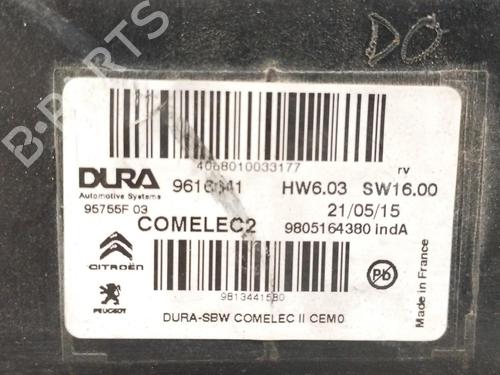 DO
B-PARTS
4068010033177
DURA
Automotive Systems
rv
HW6.03 SW16.00
95755F 03
21/05/15
COMELEC2
9805164380 indA
CITROËN
Pb
PEUGEOT
9813441580
DURA-SBW COMELEC II CEM0
Made in France